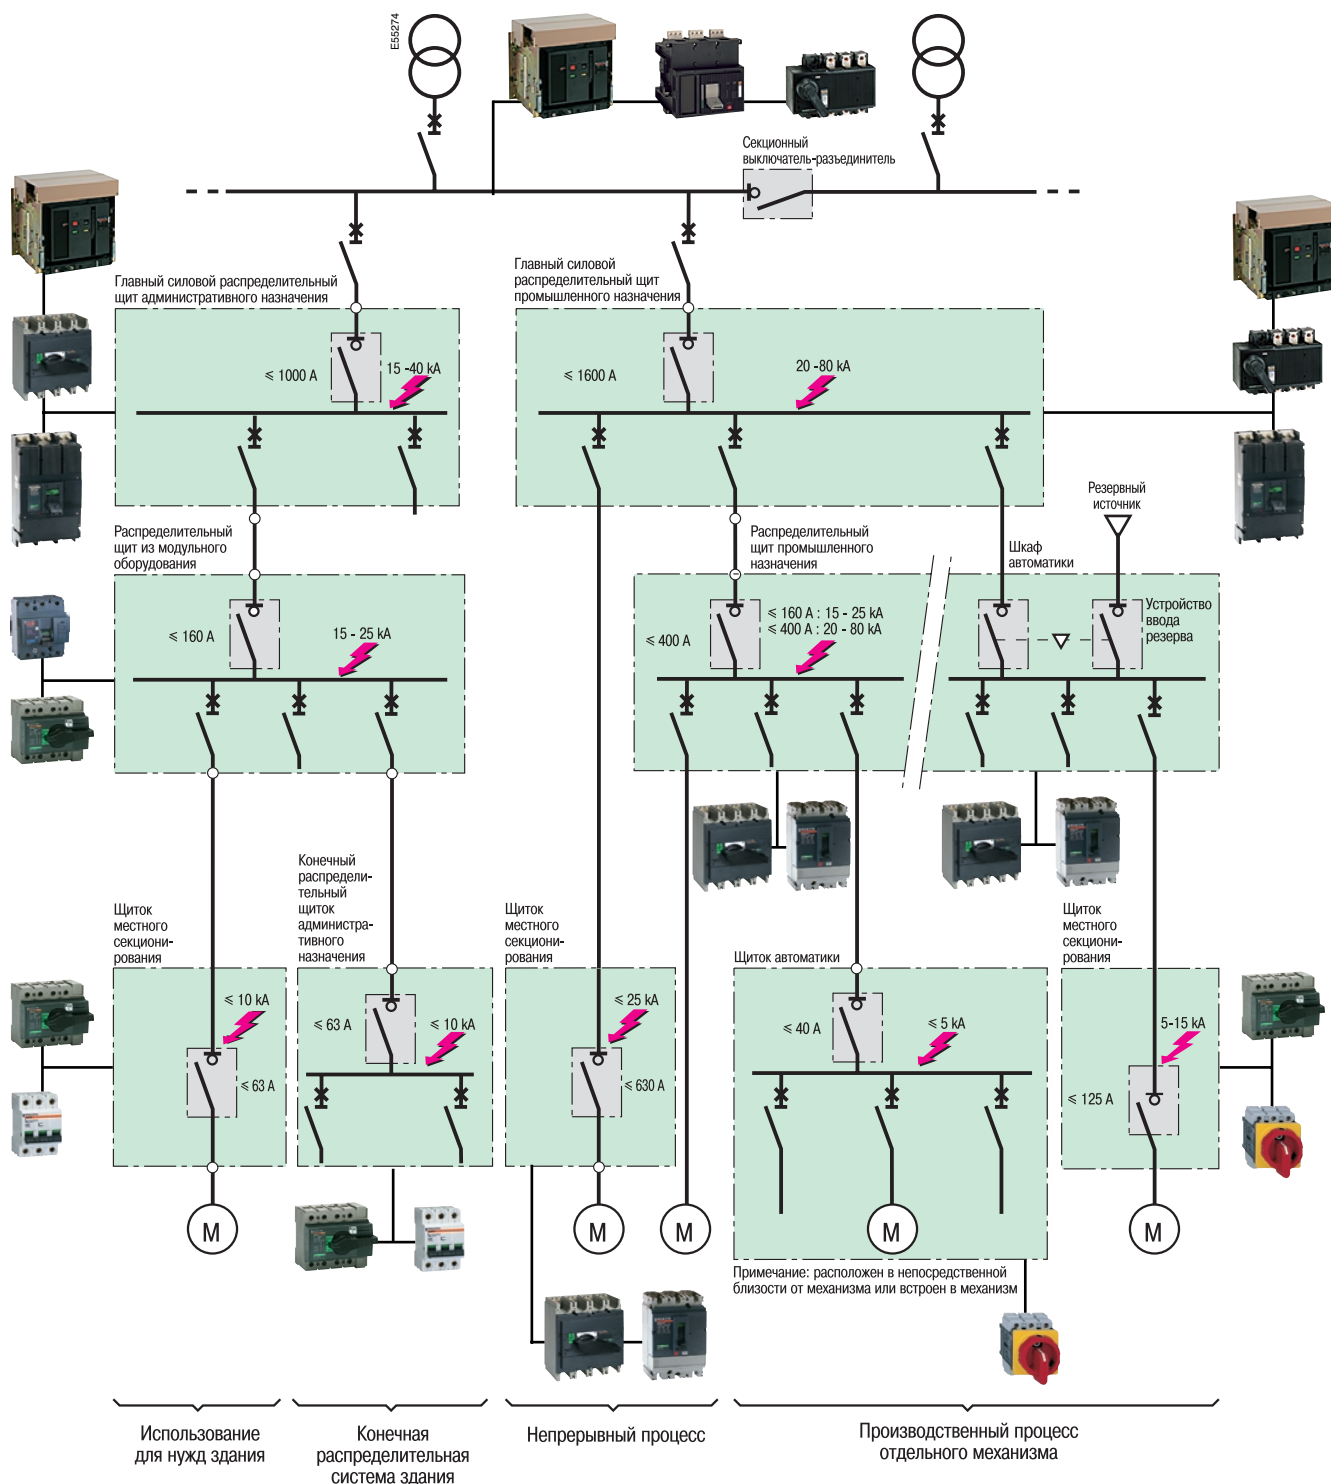 E55274
Секционный
выключатель-разъединитель
Главный силовой распределительный
щит административного назначения
Главный силовой
распределительный щит
промышленного назначения
≤ 1000 A
15 -40 kA
≤ 1600 A
20 -80 kA
Резервный
источник
Распределительный
щит из модульного
оборудования
Распределительный
щит промышленного
назначения
Шкаф
автоматики
≤ 160 A
15 - 25 kA
≤ 400 A
≤ 160 A : 15 - 25 kA
≤ 400 A : 20 - 80 kA
Устройство
ввода
резерва
Щиток
местного
секциони-
рования
Конечный
распредели-
тельный
щиток
администра-
тивного
назначения
Щиток
местного
секциони-
рования
Щиток автоматики
Щиток
местного
секциони-
рования
≤ 10 kA
≤ 63 A
≤ 63 A
≤ 10 kA
≤ 25 kA
≤ 630 A
≤ 40 A
≤ 5 kA
5-15 kA
≤ 125 A
M
M
M
M
M
Примечание: расположен в непосредственной
близости от механизма или встроен в механизм
Использование
для нужд здания
Конечная
распределительная
система здания
Непрерывный процесс
Производственный процесс
отдельного механизма